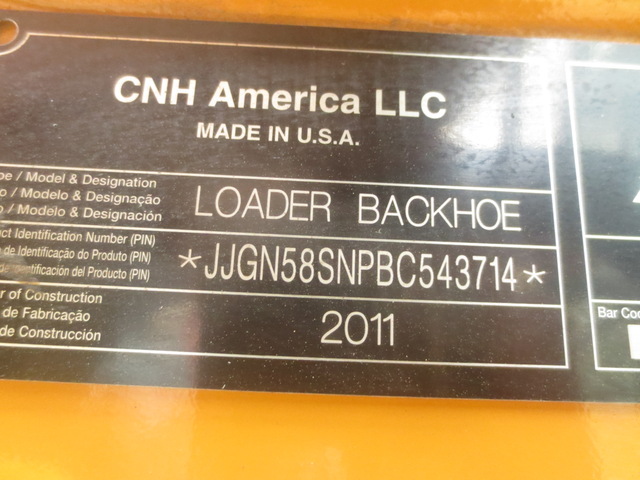 CNH America LLC
MADE IN U.S.A.
/ Model & Designation
/ Modelo & Designação
/ Modelo & Designación
LOADER BACKHOE
Identification Number (PIN)
de Identificação do Produto (PIN)
Identificación del Producto (PIN)
*JJGN58SNPBC543714*
of Construction
de Fabricação
de Construcción
2011
Bar